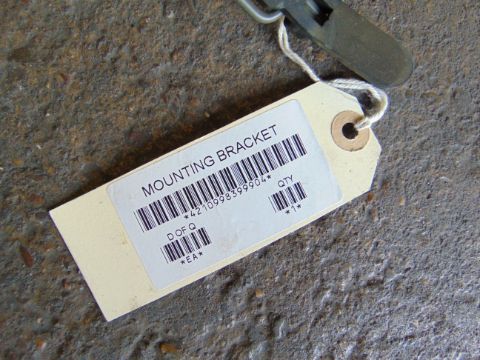 MOUNTING BRACKET
*4210998399904*
D OF Q
QTY
*EA*
*1*